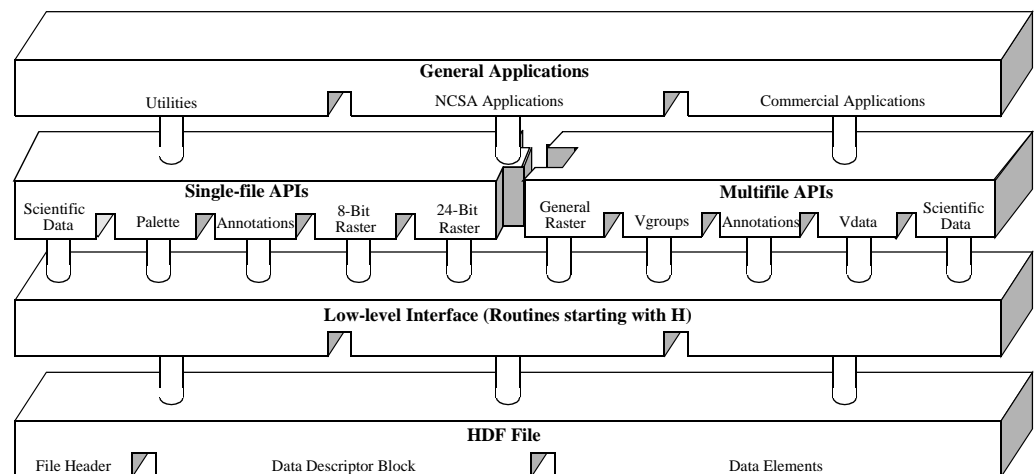 General Applications
Utilities NCSA Applications Commercial Applications
Single-file APIs
Scientific Data
Palette
Annotations
8-Bit Raster
24-Bit Raster
Multifile APIs
General Raster
Vgroups
Annotations
Vdata
Scientific Data
Low-level Interface (Routines starting with H)
HDF File
File Header Data Descriptor Block Data Elements